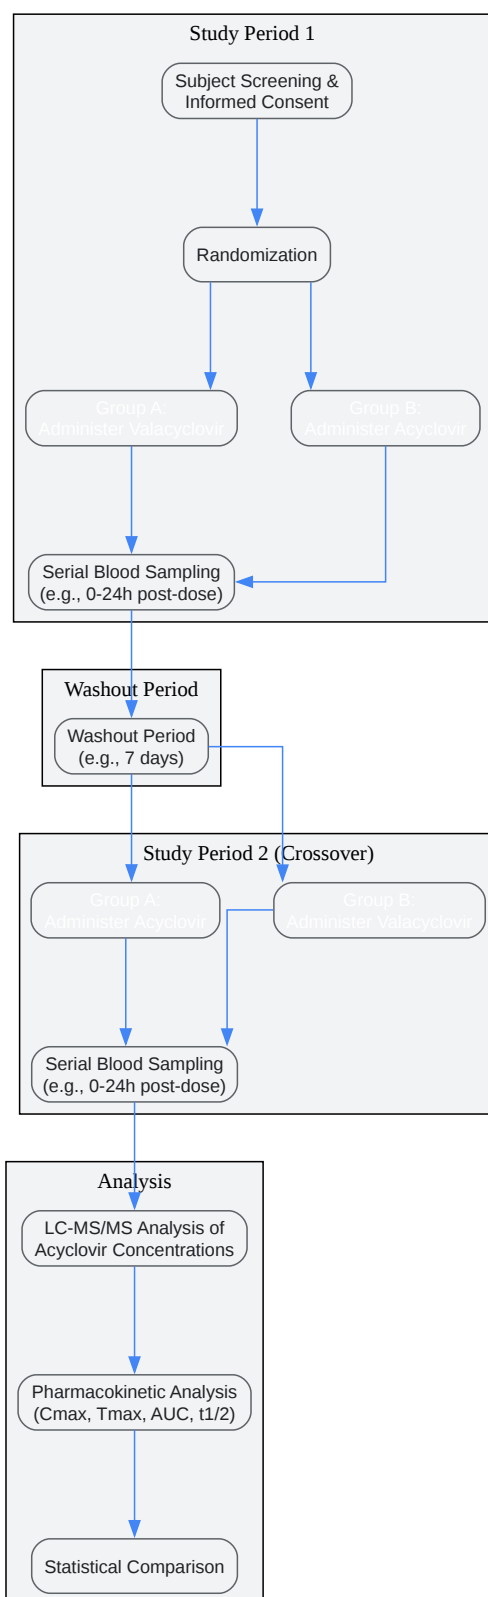 Study Period 1
Subject Screening &
Informed Consent
Randomization
Group A:
Administer Valacyclovir
Group B:
Administer Acyclovir
Serial Blood Sampling
(e.g., 0-24h post-dose)
Washout Period
Washout Period
(e.g., 7 days)
Study Period 2 (Crossover)
Group A:
Administer Acyclovir
Group B:
Administer Valacyclovir
Serial Blood Sampling
(e.g., 0-24h post-dose)
Analysis
LC-MS/MS Analysis of
Acyclovir Concentrations
Pharmacokinetic Analysis
(Cmax, Tmax, AUC, t1/2)
Statistical Comparison